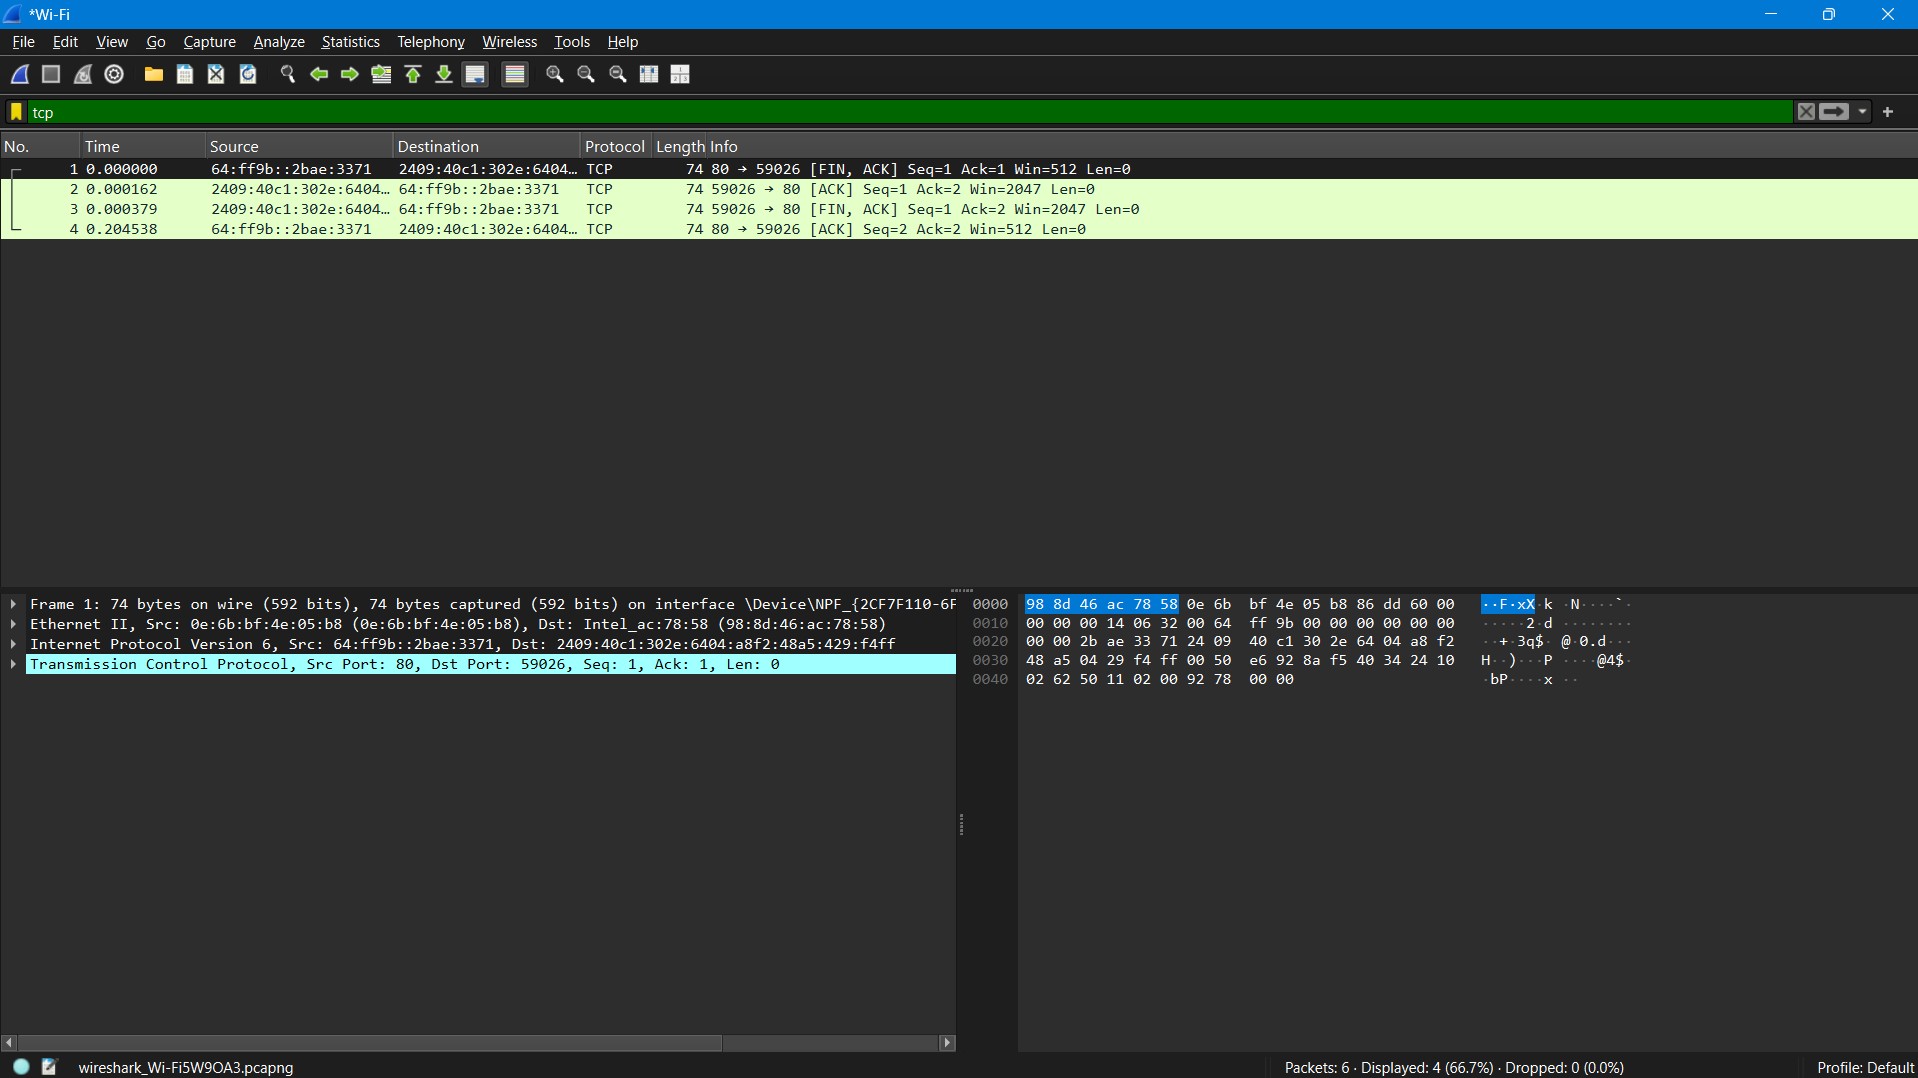 *Wi-Fi
File Edit View Go Capture Analyze Statistics Telephony Wireless Tools Help
tcp
No. Time Source Destination Protocol Length Info
1 0.000000 64:ff9b::2bae:3371 2409:40c1:302e:6404… TCP 74 80 → 59026 [FIN, ACK] Seq=1 Ack=1 Win=512 Len=0
2 0.000162 2409:40c1:302e:6404… 64:ff9b::2bae:3371 TCP 74 59026 → 80 [ACK] Seq=1 Ack=2 Win=2047 Len=0
3 0.000379 2409:40c1:302e:6404… 64:ff9b::2bae:3371 TCP 74 59026 → 80 [FIN, ACK] Seq=1 Ack=2 Win=2047 Len=0
4 0.204538 64:ff9b::2bae:3371 2409:40c1:302e:6404… TCP 74 80 → 59026 [ACK] Seq=2 Ack=2 Win=512 Len=0
Frame 1: 74 bytes on wire (592 bits), 74 bytes captured (592 bits) on interface \Device\NPF_{2CF7F110-6F
Ethernet II, Src: 0e:6b:bf:4e:05:b8 (0e:6b:bf:4e:05:b8), Dst: Intel_ac:78:58 (98:8d:46:ac:78:58)
Internet Protocol Version 6, Src: 64:ff9b::2bae:3371, Dst: 2409:40c1:302e:6404:a8f2:48a5:429:f4ff
Transmission Control Protocol, Src Port: 80, Dst Port: 59026, Seq: 1, Ack: 1, Len: 0
0000 98 8d 46 ac 78 58 0e 6b bf 4e 05 b8 86 dd 60 00 ··F·xX·k ·N····`·
0010 00 00 00 14 06 32 00 64 ff 9b 00 00 00 00 00 00 ·····2·d ········
0020 00 00 2b ae 33 71 24 09 40 c1 30 2e 64 04 a8 f2 ··+·3q$· @·0.d···
0030 48 a5 04 29 f4 ff 00 50 e6 92 8a f5 40 34 24 10 H··)···P ····@4$·
0040 02 62 50 11 02 00 92 78 00 00 ·bP····x ··
wireshark_Wi-Fi5W9OA3.pcapng
Packets: 6 · Displayed: 4 (66.7%) · Dropped: 0 (0.0%)
Profile: Default